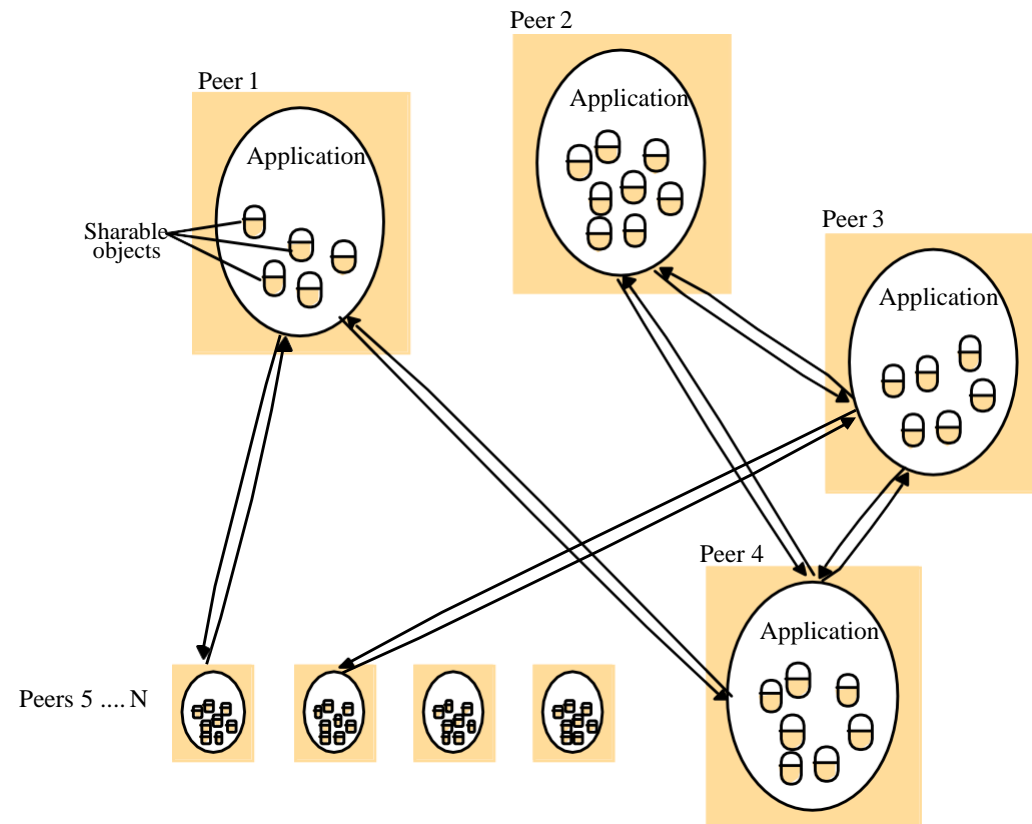 Peer 2
Peer 1
Application
Application
Peer 3
Sharable
objects
Application
Peer 4
Application
Peers 5 .... N